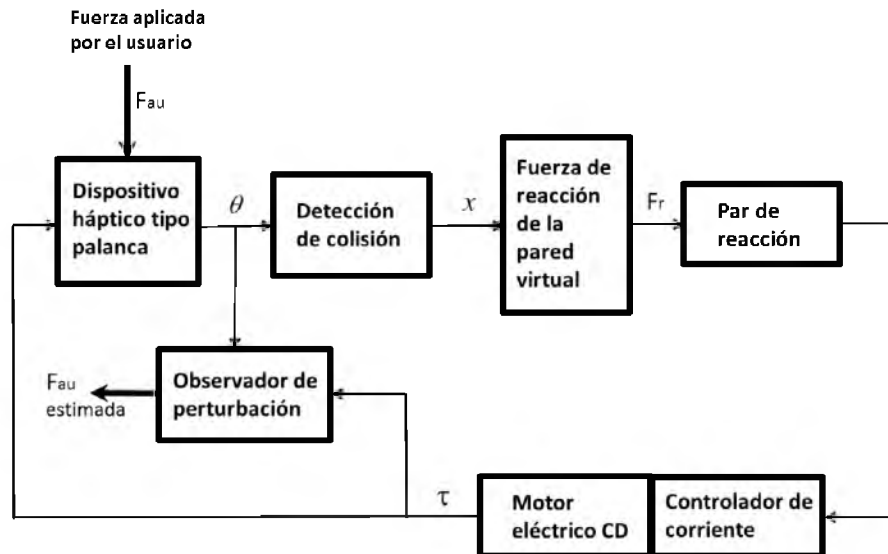 Fuerza aplicada
por el usuario
Fau
Dispositivo
háptico tipo
palanca
θ
Detección
de colisión
x
Fuerza de
reacción
de la
pared
virtual
Fr
Par de
reacción
Fau
estimada
Observador de
perturbación
τ
Motor
eléctrico CD
Controlador de
corriente